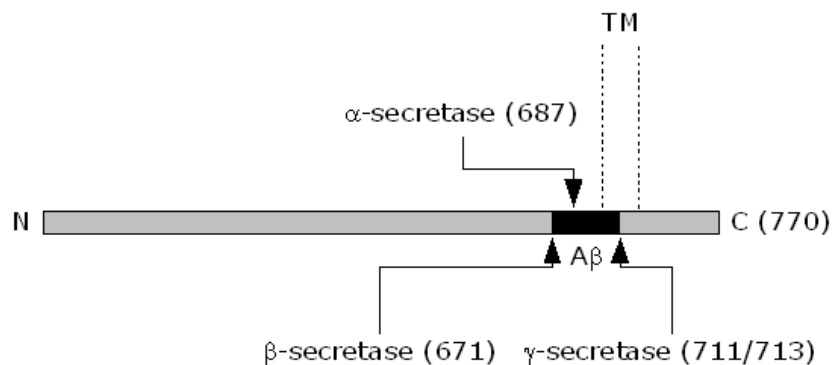 TM
α-secretase (687)
N
C (770)
Aβ
β-secretase (671)
γ-secretase (711/713)